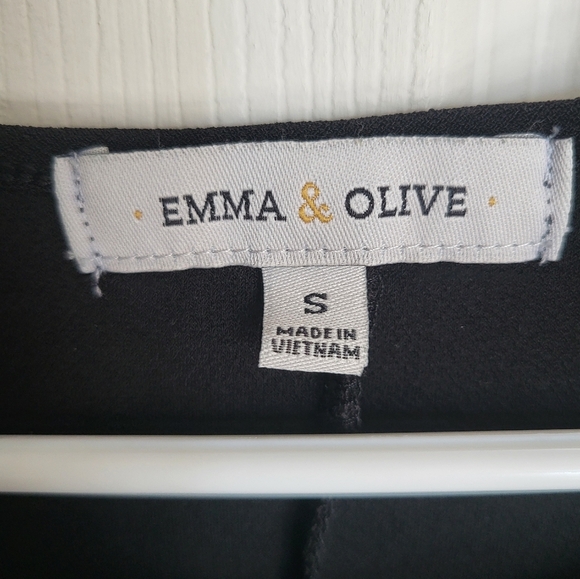 · EMMA & OLIVE ·
S
MADE IN
VIETNAM